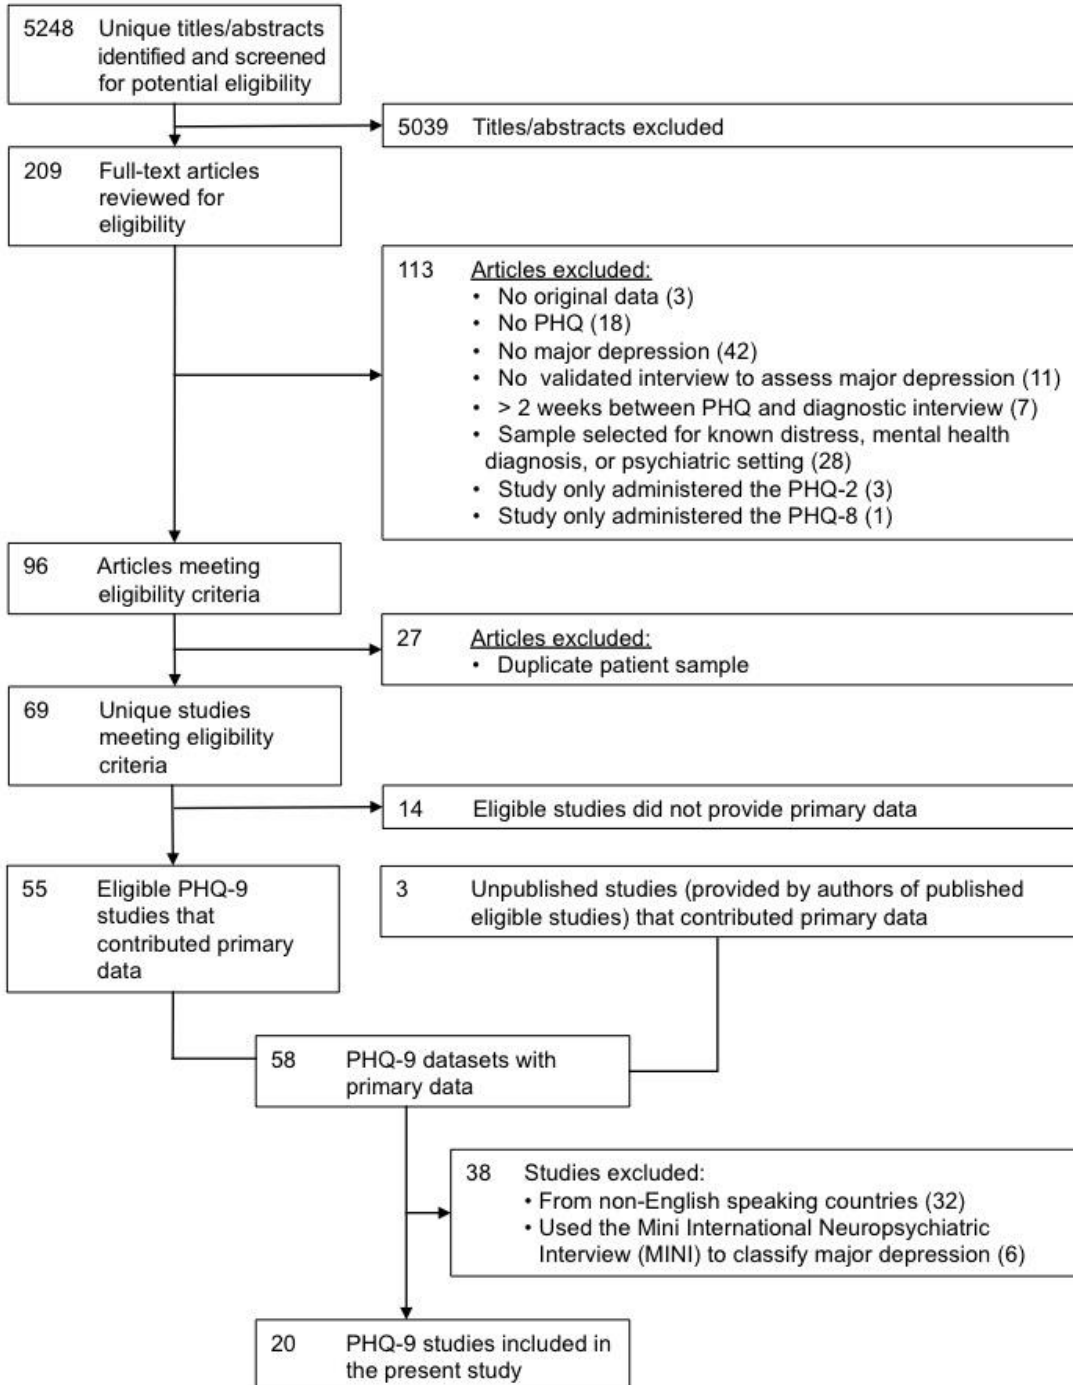 5248 Unique titles/abstracts
identified and screened
for potential eligibility
5039 Titles/abstracts excluded
209 Full-text articles
reviewed for
eligibility
113 Articles excluded:
• No original data (3)
• No PHQ (18)
• No major depression (42)
• No validated interview to assess major depression (11)
• > 2 weeks between PHQ and diagnostic interview (7)
• Sample selected for known distress, mental health
diagnosis, or psychiatric setting (28)
• Study only administered the PHQ-2 (3)
• Study only administered the PHQ-8 (1)
96 Articles meeting
eligibility criteria
27 Articles excluded:
• Duplicate patient sample
69 Unique studies
meeting eligibility
criteria
14 Eligible studies did not provide primary data
55 Eligible PHQ-9
studies that
contributed primary
data
3 Unpublished studies (provided by authors of published
eligible studies) that contributed primary data
58 PHQ-9 datasets with
primary data
38 Studies excluded:
• From non-English speaking countries (32)
• Used the Mini International Neuropsychiatric
Interview (MINI) to classify major depression (6)
20 PHQ-9 studies included in
the present study